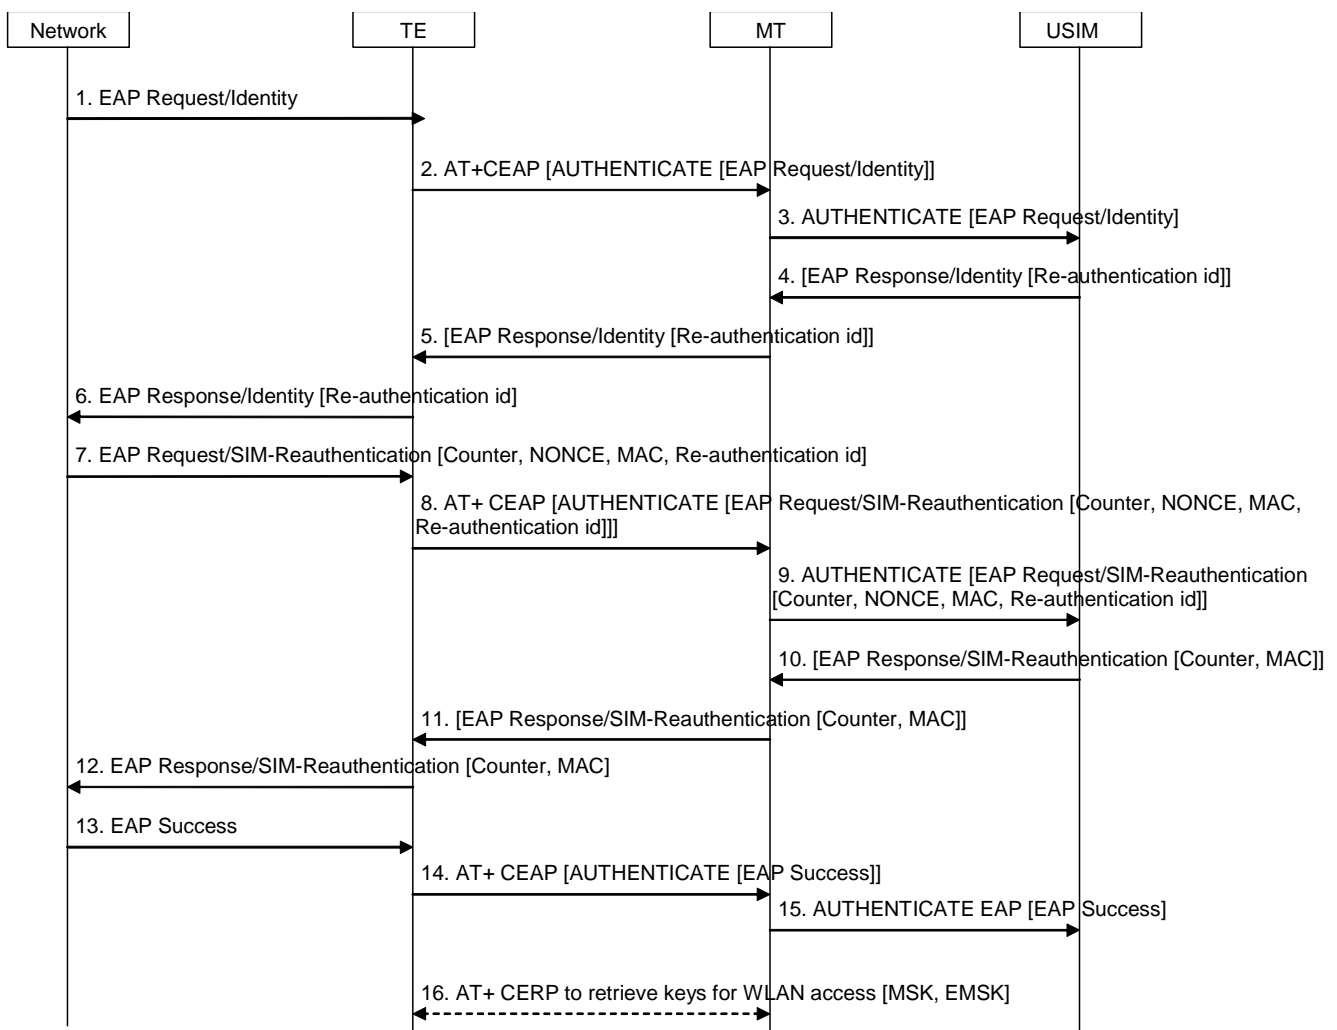 Network TE MT USIM
1. EAP Request/Identity
2. AT+CEAP [AUTHENTICATE [EAP Request/Identity]]
3. AUTHENTICATE [EAP Request/Identity]
4. [EAP Response/Identity [Re-authentication id]]
5. [EAP Response/Identity [Re-authentication id]]
6. EAP Response/Identity [Re-authentication id]
7. EAP Request/SIM-Reauthentication [Counter, NONCE, MAC, Re-authentication id]
8. AT+ CEAP [AUTHENTICATE [EAP Request/SIM-Reauthentication [Counter, NONCE, MAC,
Re-authentication id]]]
9. AUTHENTICATE [EAP Request/SIM-Reauthentication
[Counter, NONCE, MAC, Re-authentication id]]
10. [EAP Response/SIM-Reauthentication [Counter, MAC]]
11. [EAP Response/SIM-Reauthentication [Counter, MAC]]
12. EAP Response/SIM-Reauthentication [Counter, MAC]
13. EAP Success
14. AT+ CEAP [AUTHENTICATE [EAP Success]]
15. AUTHENTICATE EAP [EAP Success]
16. AT+ CERP to retrieve keys for WLAN access [MSK, EMSK]